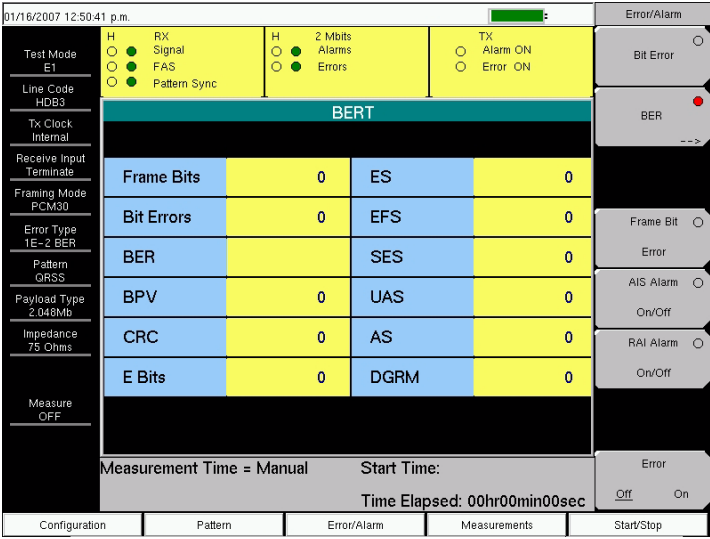 01/16/2007 12:50:41 p.m.
Error/Alarm
Test Mode
E1
Line Code
HDB3
Tx Clock
Internal
Receive Input
Terminate
Framing Mode
PCM30
Error Type
1E-2 BER
Pattern
QRSS
Payload Type
2.048Mb
Impedance
75 Ohms
Measure
OFF
H RX
Signal
FAS
Pattern Sync
H 2 Mbits
Alarms
Errors
TX
Alarm ON
Error ON
BERT
Frame Bits 0 ES 0
Bit Errors 0 EFS 0
BER SES 0
BPV 0 UAS 0
CRC 0 AS 0
E Bits 0 DGRM 0
Measurement Time = Manual Start Time:
Time Elapsed: 00hr00min00sec
Bit Error
BER
-->
Frame Bit
Error
AIS Alarm
On/Off
RAI Alarm
On/Off
Error
Off On
Configuration Pattern Error/Alarm Measurements Start/Stop